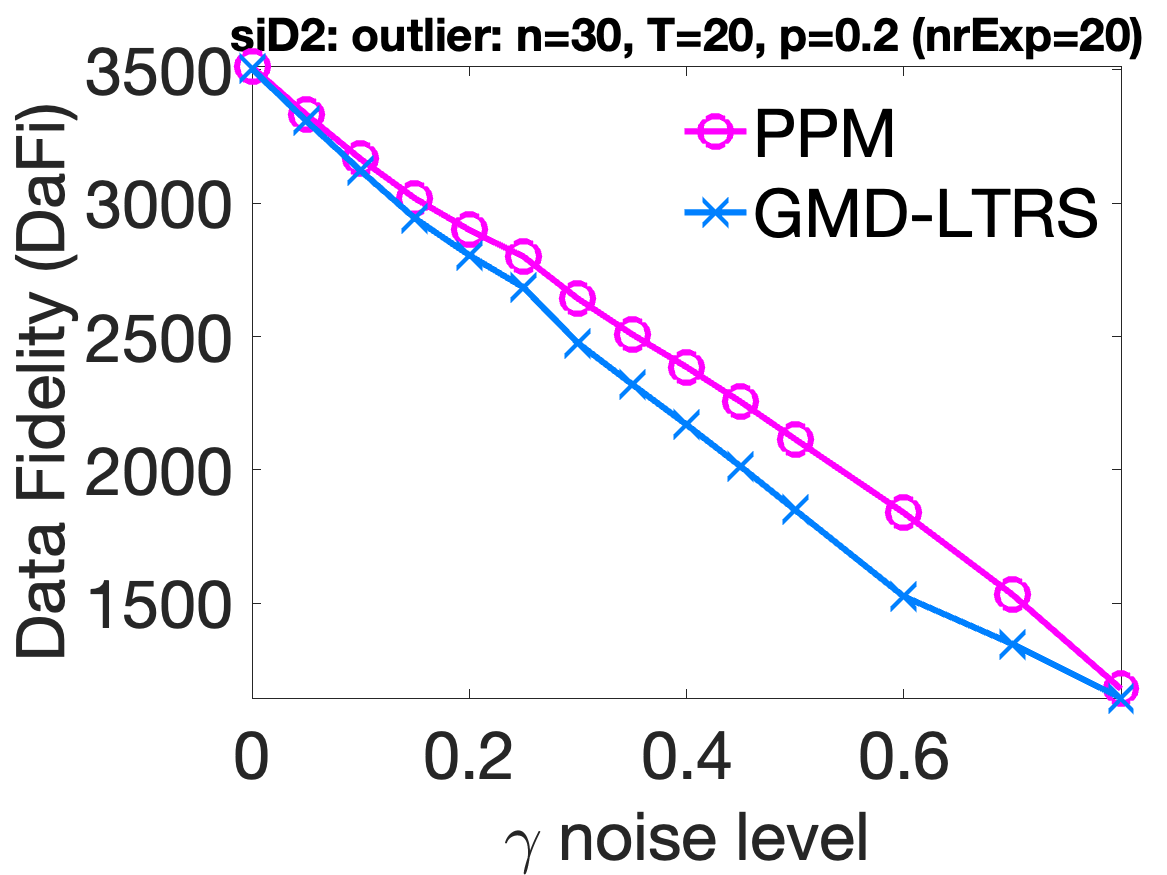 siD2: outlier: n=30, T=20, p=0.2 (nrExp=20)
Data Fidelity (DaFi)
3500
3000
2500
2000
1500
PPM
GMD-LTRS
0 0.2 0.4 0.6
γ noise level